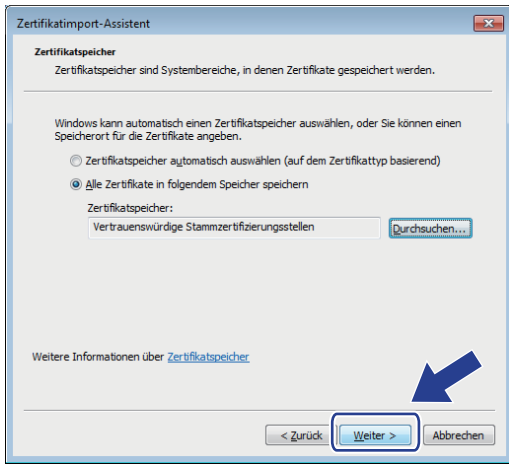 Zertifikatimport-Assistent
Zertifikatspeicher
Zertifikatspeicher sind Systembereiche, in denen Zertifikate gespeichert werden.
Windows kann automatisch einen Zertifikatspeicher auswählen, oder Sie können einen
Speicherort für die Zertifikate angeben.
Zertifikatspeicher automatisch auswählen (auf dem Zertifikattyp basierend)
Alle Zertifikate in folgendem Speicher speichern
Zertifikatspeicher:
Vertrauenswürdige Stammzertifizierungsstellen
Durchsuchen...
Weitere Informationen über Zertifikatspeicher
< Zurück Weiter > Abbrechen